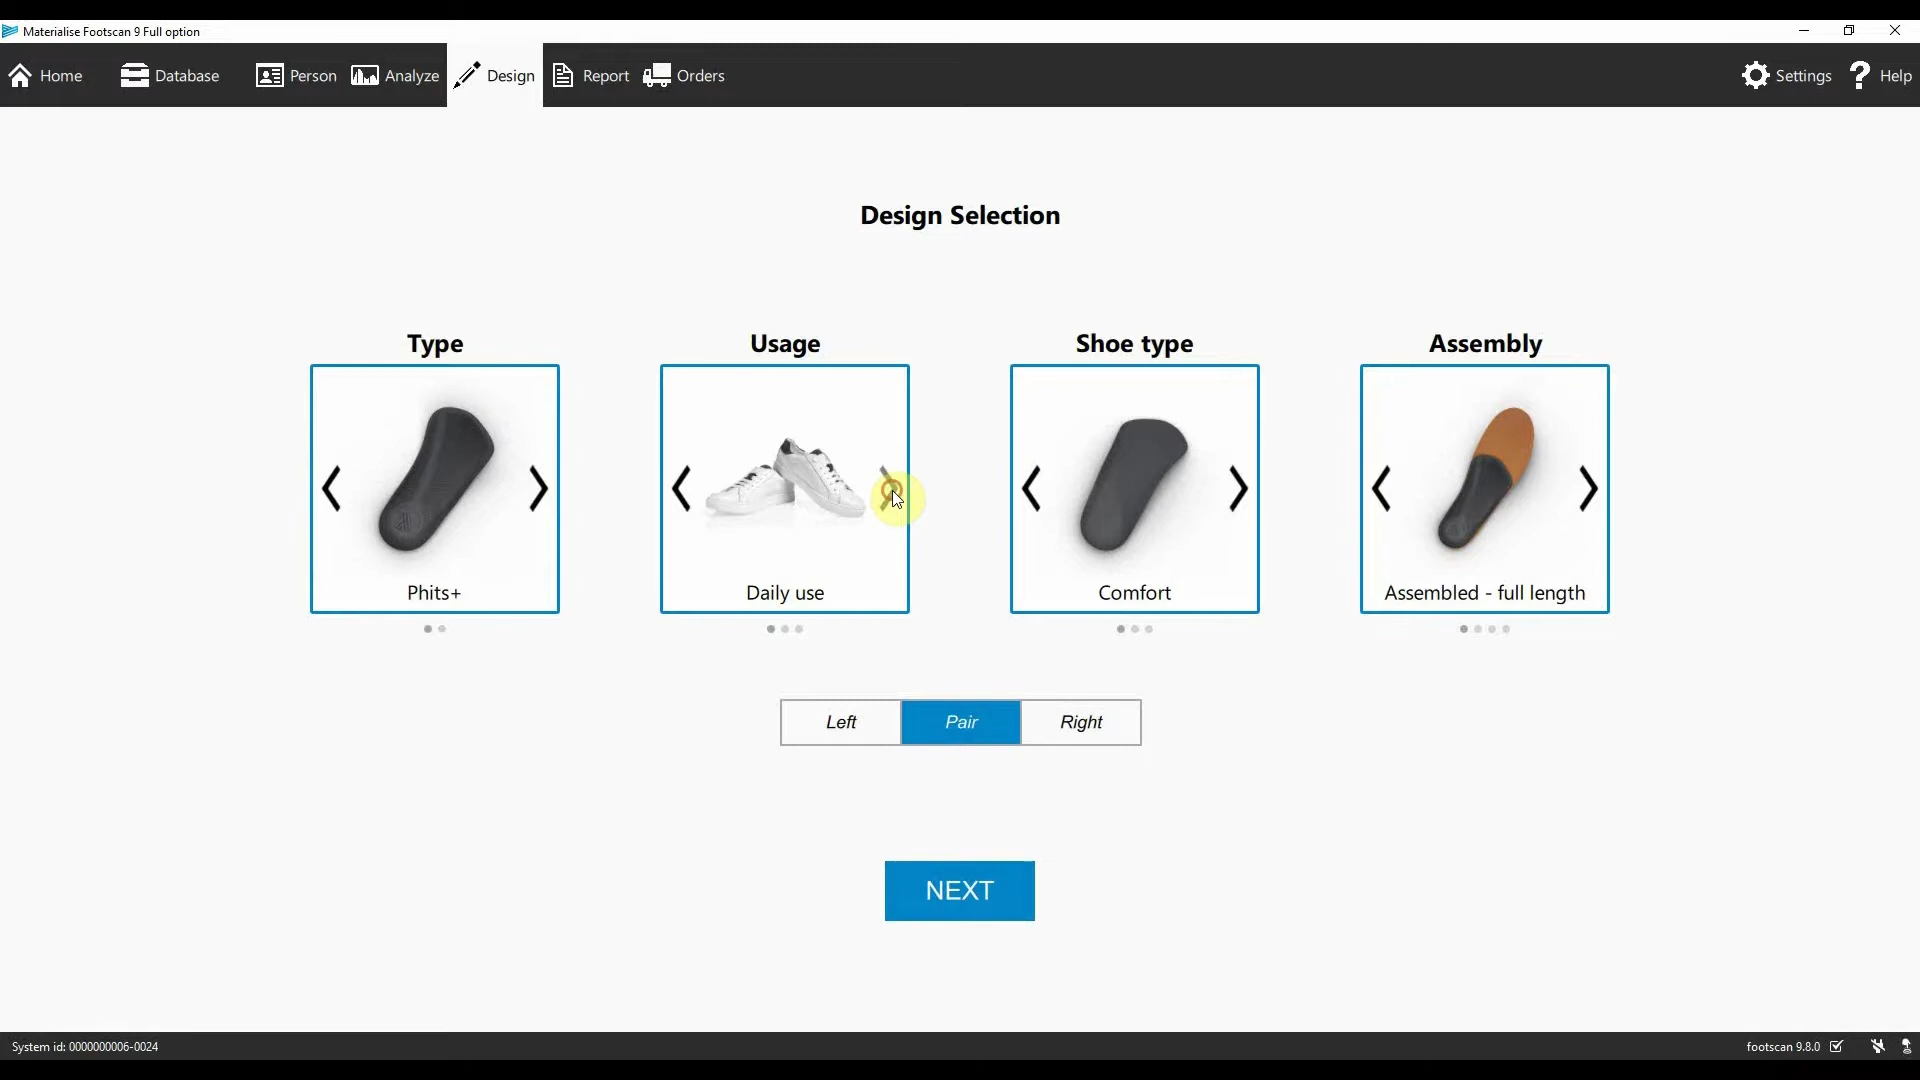 Materialise Footscan 9 Full option
Home
Database
Person
Analyze
Design
Report
Orders
Settings
Help
Design Selection
Type
Usage
Shoe type
Assembly
Phits+
Daily use
Comfort
Assembled - full length
Left
Pair
Right
NEXT
System id: 0000000006-0024
footscan 9.8.0